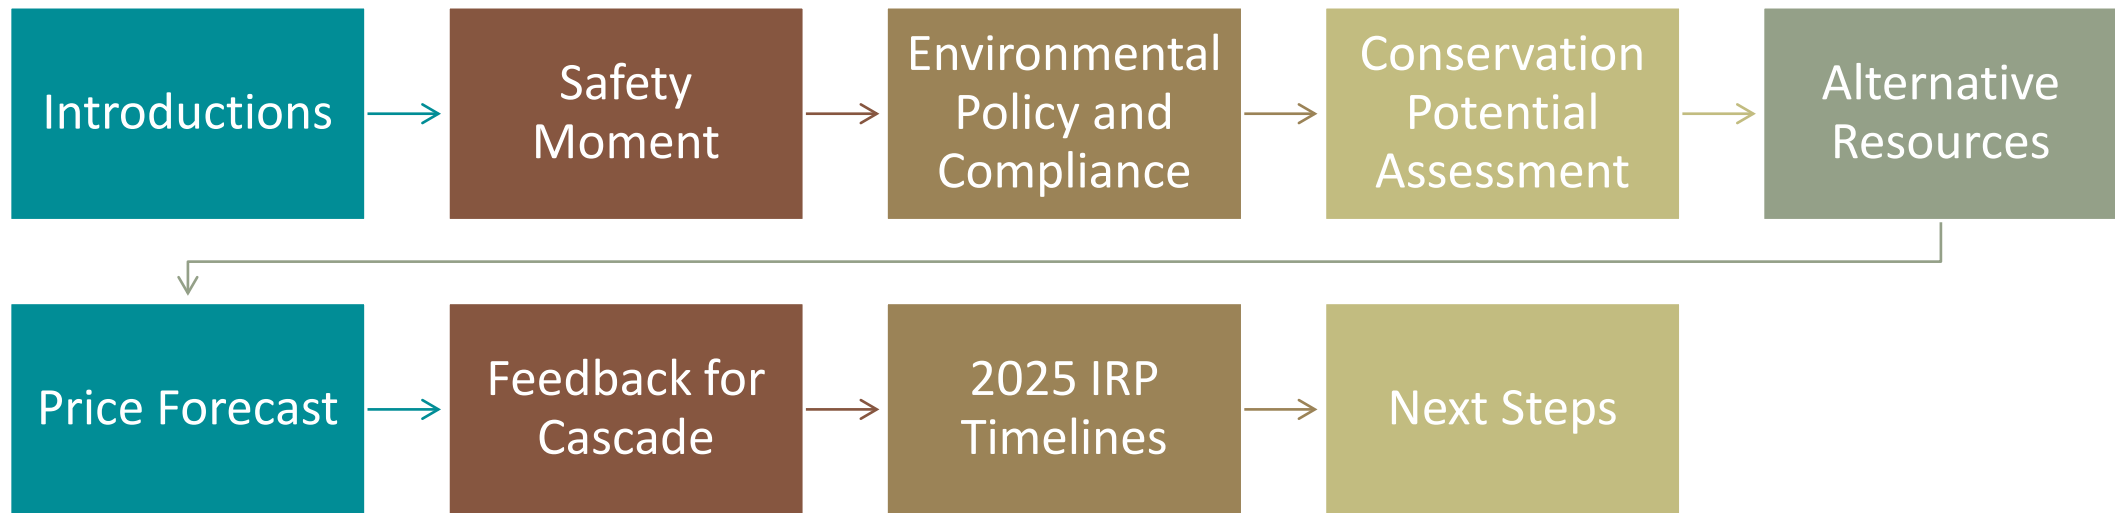 Introductions
Safety
Moment
Environmental
Policy and
Compliance
Conservation
Potential
Assessment
Alternative
Resources
Price Forecast
Feedback for
Cascade
2025 IRP
Timelines
Next Steps